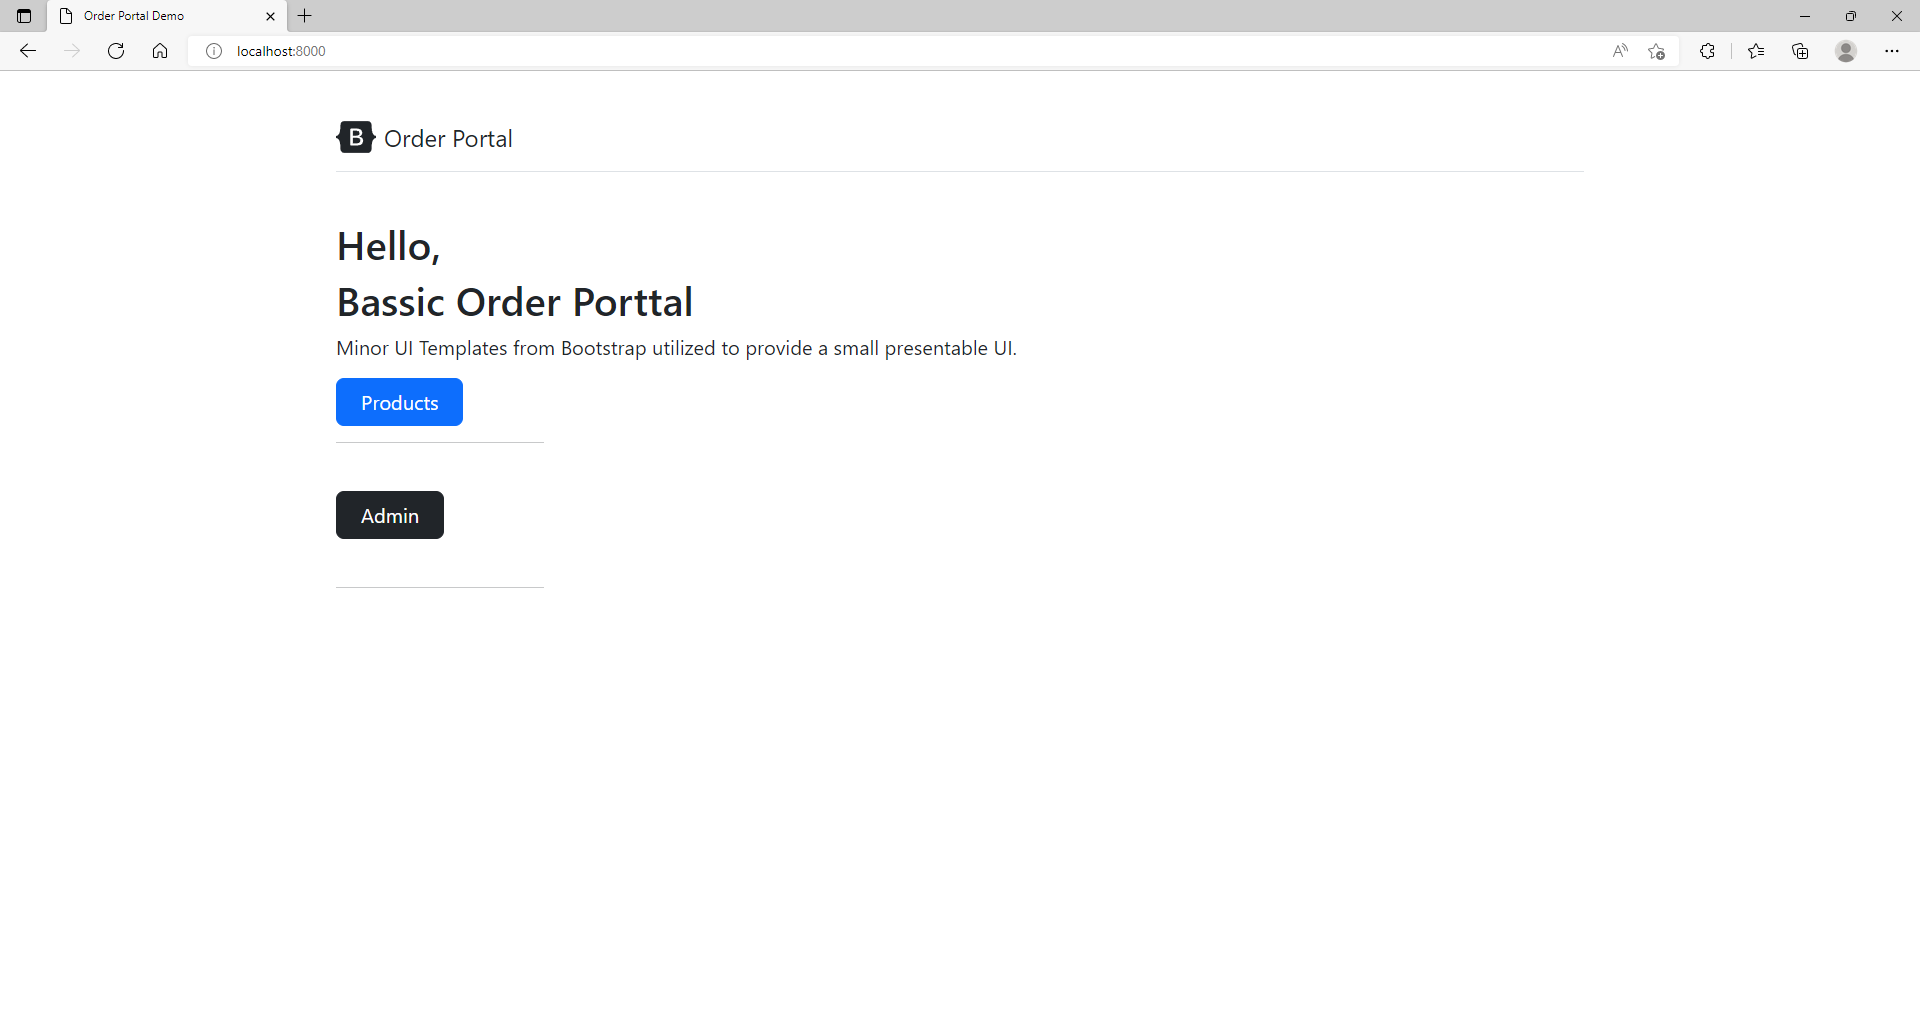 Order Portal Demo
localhost:8000
B Order Portal
Hello,
Bassic Order Porttal
Minor UI Templates from Bootstrap utilized to provide a small presentable UI.
Products
Admin